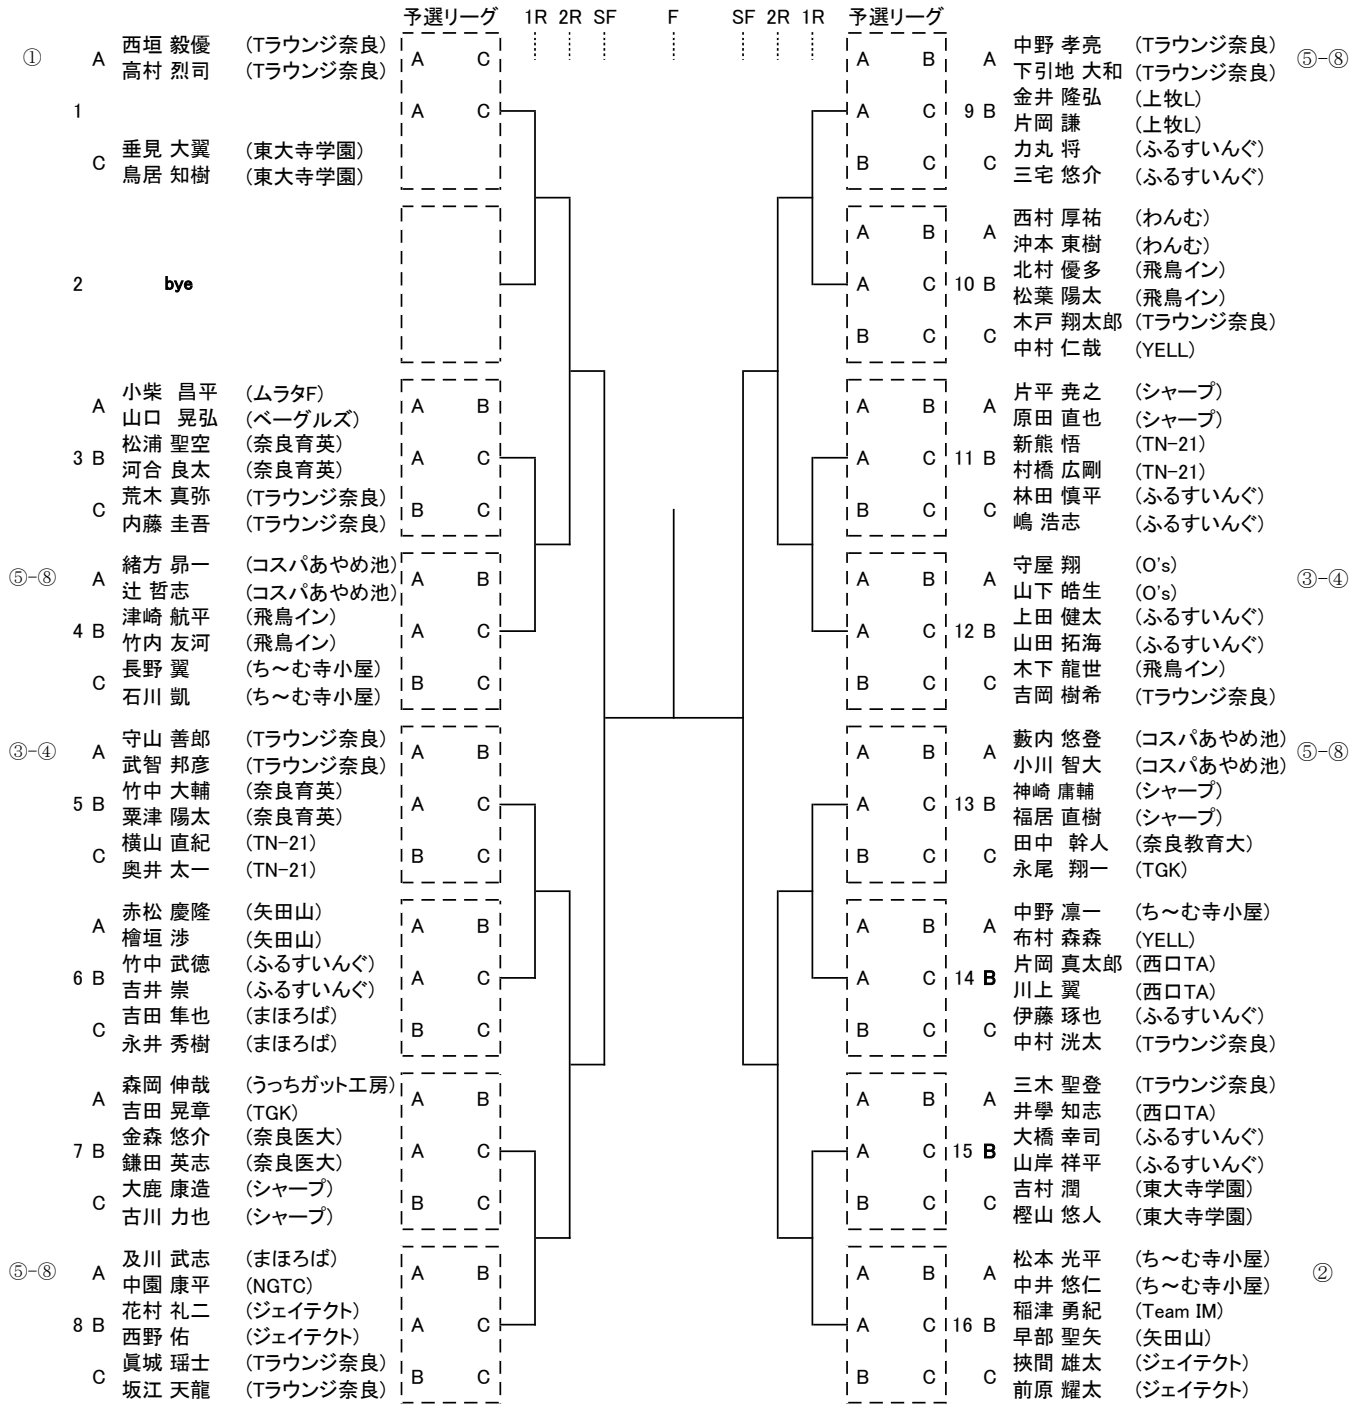 予選リーグ 1R 2R SF F SF 2R 1R 予選リーグ
① A 西垣 毅優 (Tラウンジ奈良)
高村 烈司 (Tラウンジ奈良)
A C
1
A C
C 垂見 大翼 (東大寺学園)
鳥居 知樹 (東大寺学園)
2 bye
A 小柴 昌平 (ムラタF)
山口 晃弘 (ベーグルズ)
A B
3 B 松浦 聖空 (奈良育英)
河合 良太 (奈良育英)
A C
C 荒木 真弥 (Tラウンジ奈良)
内藤 圭吾 (Tラウンジ奈良)
B C
⑤-⑧ A 緒方 昴一 (コスパあやめ池)
辻 哲志 (コスパあやめ池)
A B
4 B 津崎 航平 (飛鳥イン)
竹内 友河 (飛鳥イン)
A C
C 長野 翼 (ち～む寺小屋)
石川 凱 (ち～む寺小屋)
B C
③-④ A 守山 善郎 (Tラウンジ奈良)
武智 邦彦 (Tラウンジ奈良)
A B
5 B 竹中 大輔 (奈良育英)
粟津 陽太 (奈良育英)
A C
C 横山 直紀 (TN-21)
奥井 太一 (TN-21)
B C
A 赤松 慶隆 (矢田山)
檜垣 渉 (矢田山)
A B
6 B 竹中 武徳 (ふるすいんぐ)
吉井 崇 (ふるすいんぐ)
A C
C 吉田 隼也 (まほろば)
永井 秀樹 (まほろば)
B C
A 森岡 伸哉 (うっちガット工房)
吉田 晃章 (TGK)
A B
7 B 金森 悠介 (奈良医大)
鎌田 英志 (奈良医大)
A C
C 大鹿 康造 (シャープ)
古川 力也 (シャープ)
B C
⑤-⑧ A 及川 武志 (まほろば)
中園 康平 (NGTC)
A B
8 B 花村 礼二 (ジェイテクト)
西野 佑 (ジェイテクト)
A C
C 眞城 瑶士 (Tラウンジ奈良)
坂江 天龍 (Tラウンジ奈良)
B C
A B
A 中野 孝亮 (Tラウンジ奈良) ⑤-⑧
下引地 大和 (Tラウンジ奈良)
A C
9 B 金井 隆弘 (上牧L)
片岡 謙 (上牧L)
B C
C 力丸 将 (ふるすいんぐ)
三宅 悠介 (ふるすいんぐ)
A B
A 西村 厚祐 (わんむ)
沖本 東樹 (わんむ)
A C
10 B 北村 優多 (飛鳥イン)
松葉 陽太 (飛鳥イン)
B C
C 木戸 翔太郎 (Tラウンジ奈良)
中村 仁哉 (YELL)
A B
A 片平 尭之 (シャープ)
原田 直也 (シャープ)
A C
11 B 新熊 悟 (TN-21)
村橋 広剛 (TN-21)
B C
C 林田 慎平 (ふるすいんぐ)
嶋 浩志 (ふるすいんぐ)
A B
A 守屋 翔 (O's) ③-④
山下 皓生 (O's)
A C
12 B 上田 健太 (ふるすいんぐ)
山田 拓海 (ふるすいんぐ)
B C
C 木下 龍世 (飛鳥イン)
吉岡 樹希 (Tラウンジ奈良)
A B
A 藪内 悠登 (コスパあやめ池) ⑤-⑧
小川 智大 (コスパあやめ池)
A C
13 B 神崎 庸輔 (シャープ)
福居 直樹 (シャープ)
B C
C 田中 幹人 (奈良教育大)
永尾 翔一 (TGK)
A B
A 中野 凛一 (ち～む寺小屋)
布村 森森 (YELL)
A C
14 B 片岡 真太郎 (西口TA)
川上 翼 (西口TA)
B C
C 伊藤 琢也 (ふるすいんぐ)
中村 洸太 (Tラウンジ奈良)
A B
A 三木 聖登 (Tラウンジ奈良)
井學 知志 (西口TA)
A C
15 B 大橋 幸司 (ふるすいんぐ)
山岸 祥平 (ふるすいんぐ)
B C
C 吉村 潤 (東大寺学園)
樫山 悠人 (東大寺学園)
A B
A 松本 光平 (ち～む寺小屋) ②
中井 悠仁 (ち～む寺小屋)
A C
16 B 稲津 勇紀 (Team IM)
早部 聖矢 (矢田山)
B C
C 挾間 雄太 (ジェイテクト)
前原 耀太 (ジェイテクト)